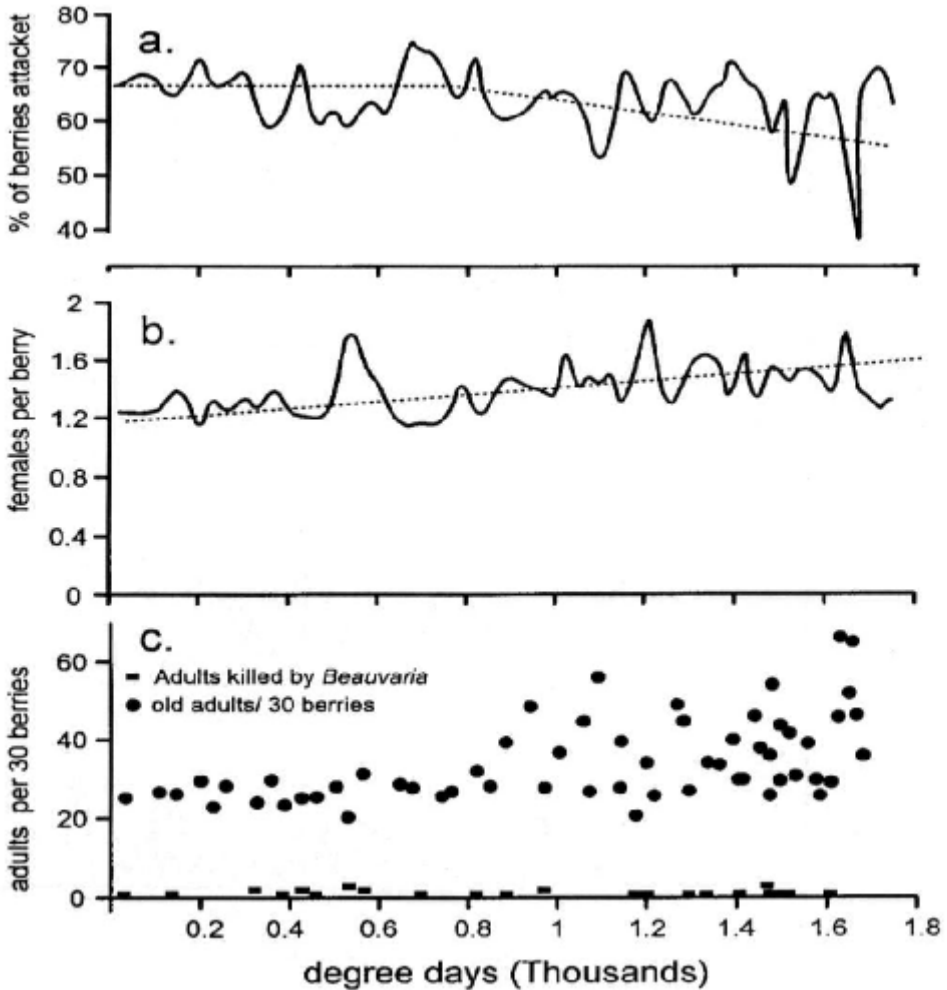 % of berries attacket
80
70
60
50
40
a.
females per berry
2
1.6
1.2
0.8
0.4
0
b.
adults per 30 berries
60
40
20
0
c.
Adults killed by Beauvaria
old adults/ 30 berries
0.2 0.4 0.6 0.8 1 1.2 1.4 1.6 1.8
degree days (Thousands)